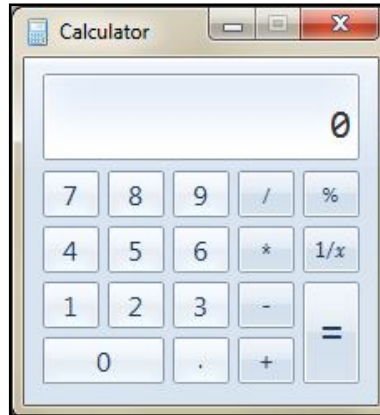 Calculator
0
7 8 9 / %
4 5 6 * 1/x
1 2 3 - =
0 . +